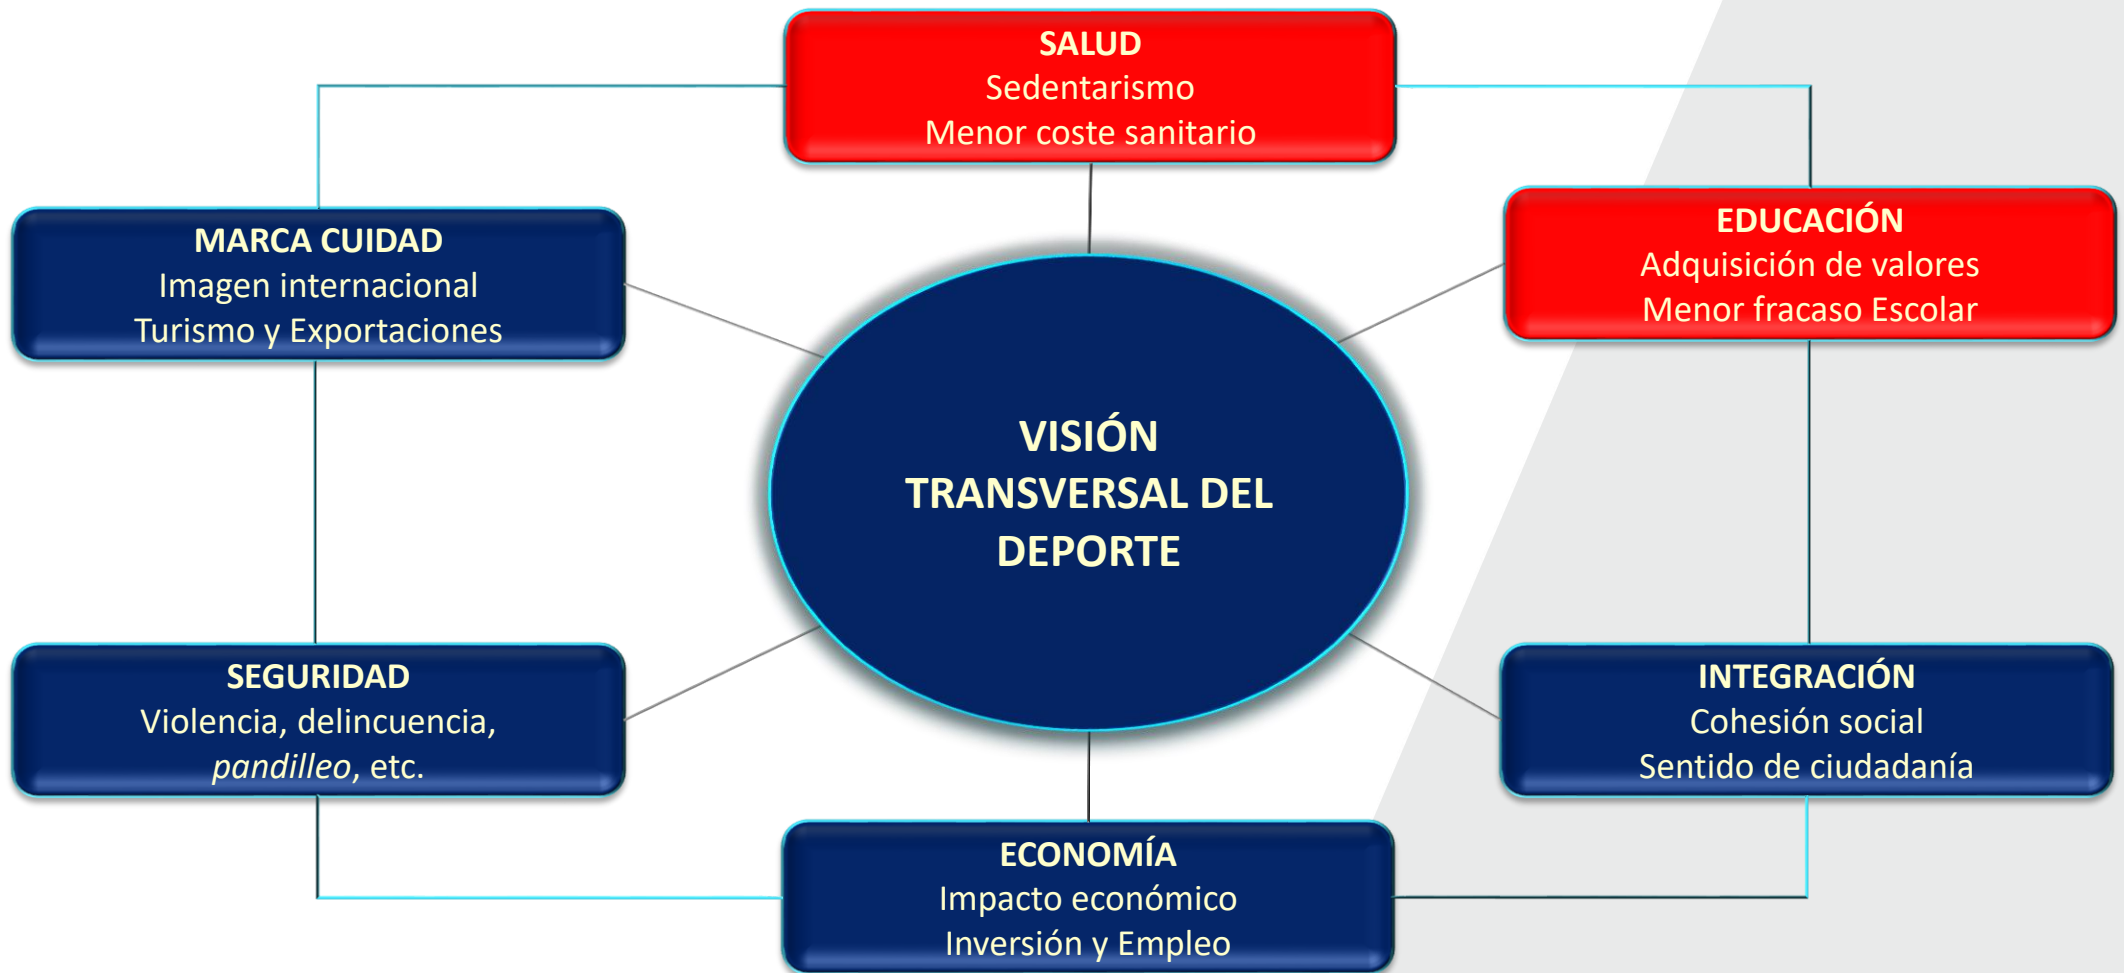 SALUD
Sedentarismo
Menor coste sanitario
MARCA CUIDAD
Imagen internacional
Turismo y Exportaciones
EDUCACIÓN
Adquisición de valores
Menor fracaso Escolar
VISIÓN
TRANSVERSAL DEL
DEPORTE
SEGURIDAD
Violencia, delincuencia,
pandilleo, etc.
INTEGRACIÓN
Cohesión social
Sentido de ciudadanía
ECONOMÍA
Impacto económico
Inversión y Empleo